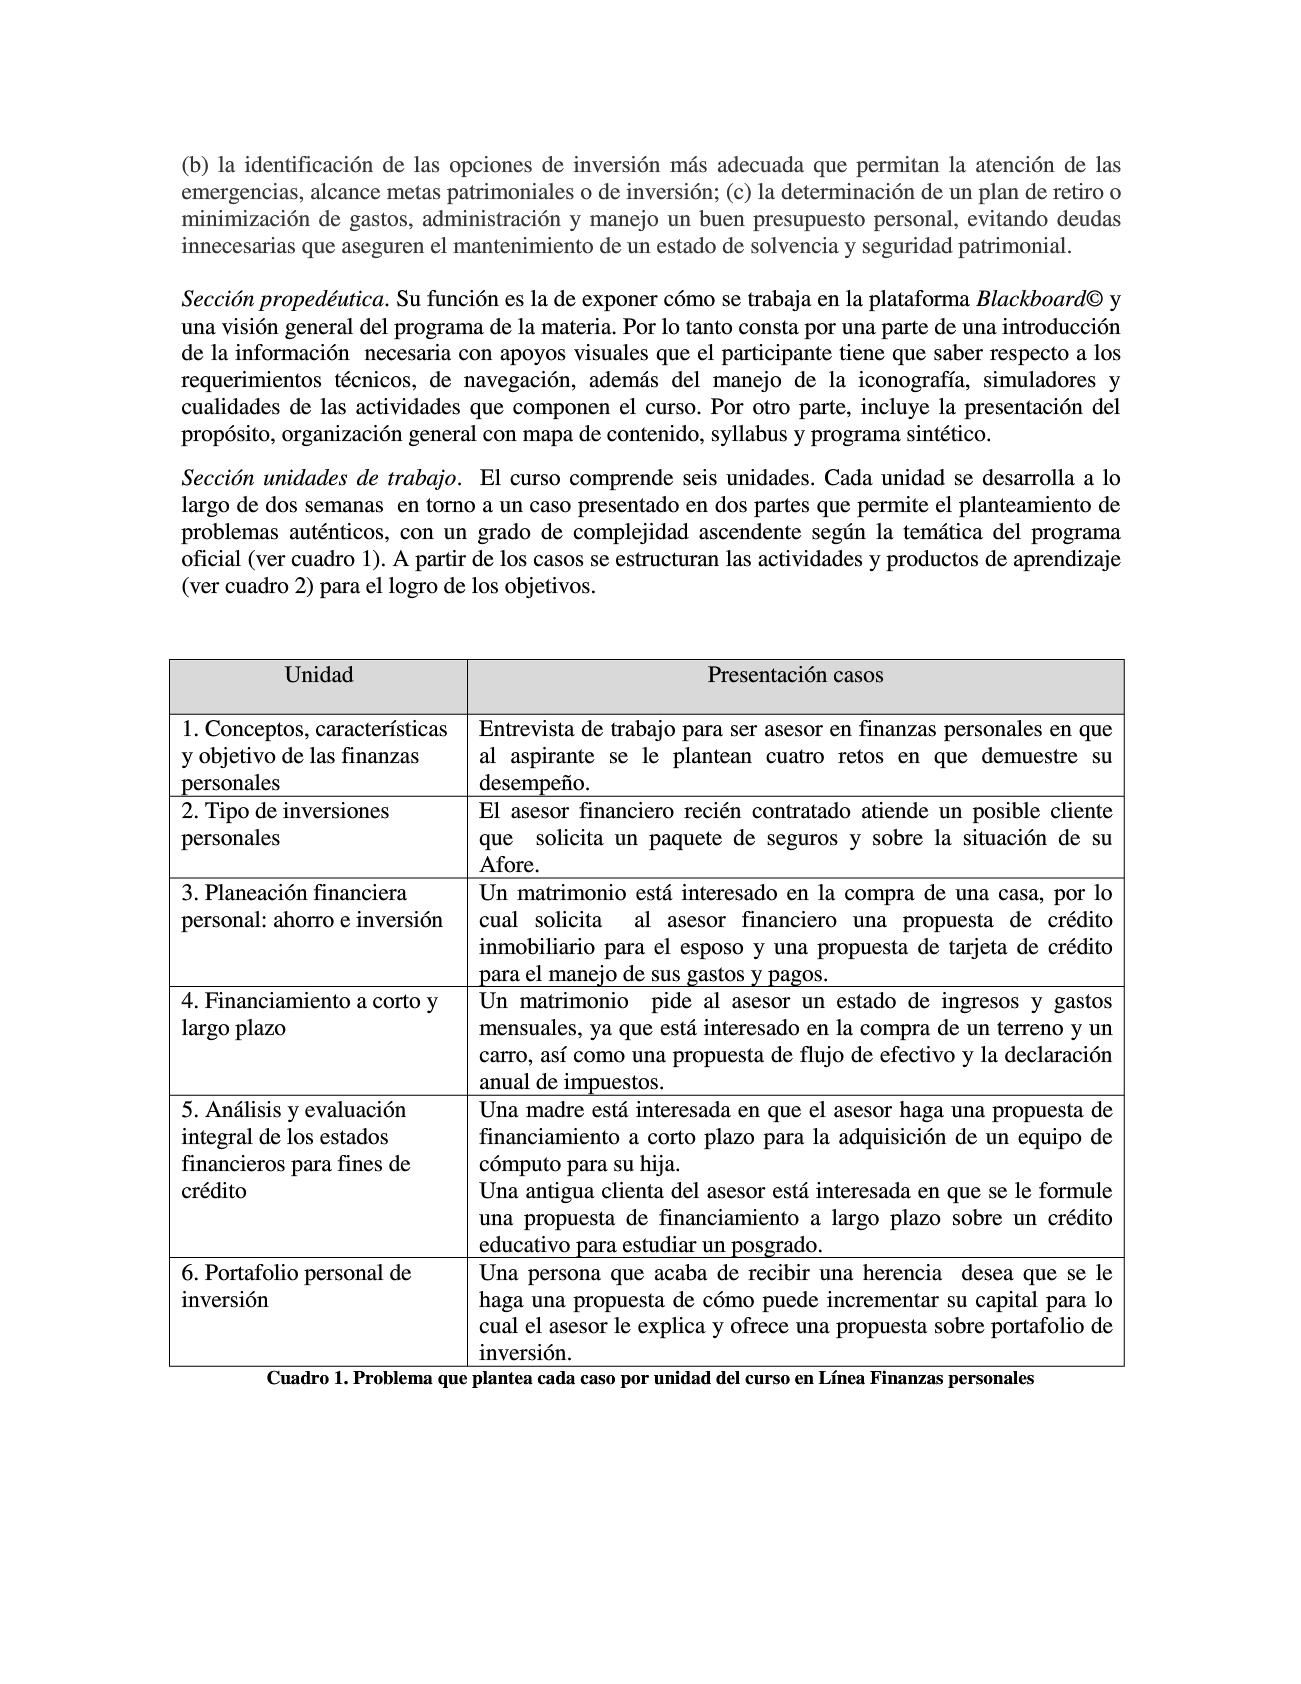 (b) la identificación de las opciones de inversión más adecuada que permitan la atención de las
emergencias, alcance metas patrimoniales o de inversión; (c) la determinación de un plan de retiro o
minimización de gastos, administración y manejo un buen presupuesto personal, evitando deudas
innecesarias que aseguren el mantenimiento de un estado de solvencia y seguridad patrimonial.
Sección propedéutica. Su función es la de exponer cómo se trabaja en la plataforma Blackboard© y
una visión general del programa de la materia. Por lo tanto consta por una parte de una introducción
de la información necesaria con apoyos visuales que el participante tiene que saber respecto a los
requerimientos técnicos, de navegación, además del manejo de la iconografía, simuladores y
cualidades de las actividades que componen el curso. Por otro parte, incluye la presentación del
propósito, organización general con mapa de contenido, syllabus y programa sintético.
Sección unidades de trabajo. El curso comprende seis unidades. Cada unidad se desarrolla a lo
largo de dos semanas en torno a un caso presentado en dos partes que permite el planteamiento de
problemas auténticos, con un grado de complejidad ascendente según la temática del programa
oficial (ver cuadro 1). A partir de los casos se estructuran las actividades y productos de aprendizaje
(ver cuadro 2) para el logro de los objetivos.
Unidad
Presentación casos
1. Conceptos, características
y objetivo de las finanzas
personales
Entrevista de trabajo para ser asesor en finanzas personales en que
al aspirante se le plantean cuatro retos en que demuestre su
desempeño.
2. Tipo de inversiones
personales
El asesor financiero recién contratado atiende un posible cliente
que solicita un paquete de seguros y sobre la situación de su
Afore.
3. Planeación financiera
personal: ahorro e inversión
Un matrimonio está interesado en la compra de una casa, por lo
cual solicita al asesor financiero una propuesta de crédito
inmobiliario para el esposo y una propuesta de tarjeta de crédito
para el manejo de sus gastos y pagos.
4. Financiamiento a corto y
largo plazo
Un matrimonio pide al asesor un estado de ingresos y gastos
mensuales, ya que está interesado en la compra de un terreno y un
carro, así como una propuesta de flujo de efectivo y la declaración
anual de impuestos.
5. Análisis y evaluación
integral de los estados
financieros para fines de
crédito
Una madre está interesada en que el asesor haga una propuesta de
financiamiento a corto plazo para la adquisición de un equipo de
cómputo para su hija.
Una antigua clienta del asesor está interesada en que se le formule
una propuesta de financiamiento a largo plazo sobre un crédito
educativo para estudiar un posgrado.
6. Portafolio personal de
inversión
Una persona que acaba de recibir una herencia desea que se le
haga una propuesta de cómo puede incrementar su capital para lo
cual el asesor le explica y ofrece una propuesta sobre portafolio de
inversión.
Cuadro 1. Problema que plantea cada caso por unidad del curso en Línea Finanzas personales